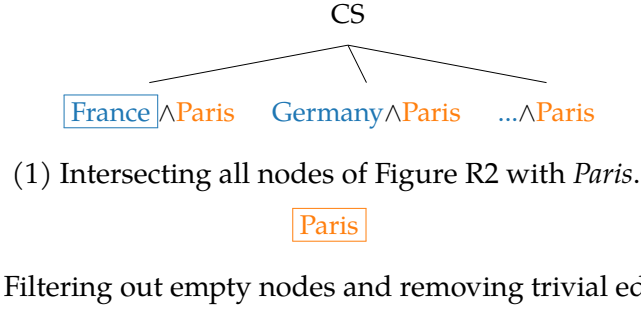 CS
France∧Paris Germany∧Paris ...∧Paris
(1) Intersecting all nodes of Figure R2 with Paris.
Paris
Filtering out empty nodes and removing trivial